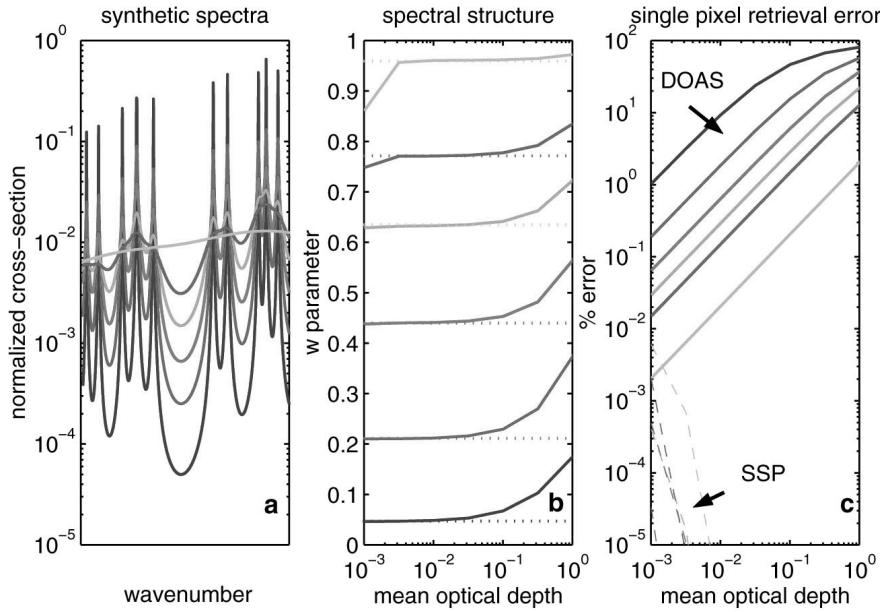 synthetic spectra
spectral structure
single pixel retrieval error
normalized cross−section
10^0
10^−1
10^−2
10^−3
10^−4
10^−5
wavenumber
a
w parameter
1
0.9
0.8
0.7
0.6
0.5
0.4
0.3
0.2
0.1
0
10^−3
10^−2
10^−1
10^0
mean optical depth
b
% error
10^2
10^1
10^0
10^−1
10^−2
10^−3
10^−4
10^−5
DOAS
SSP
c
10^−3
10^−2
10^−1
10^0
mean optical depth